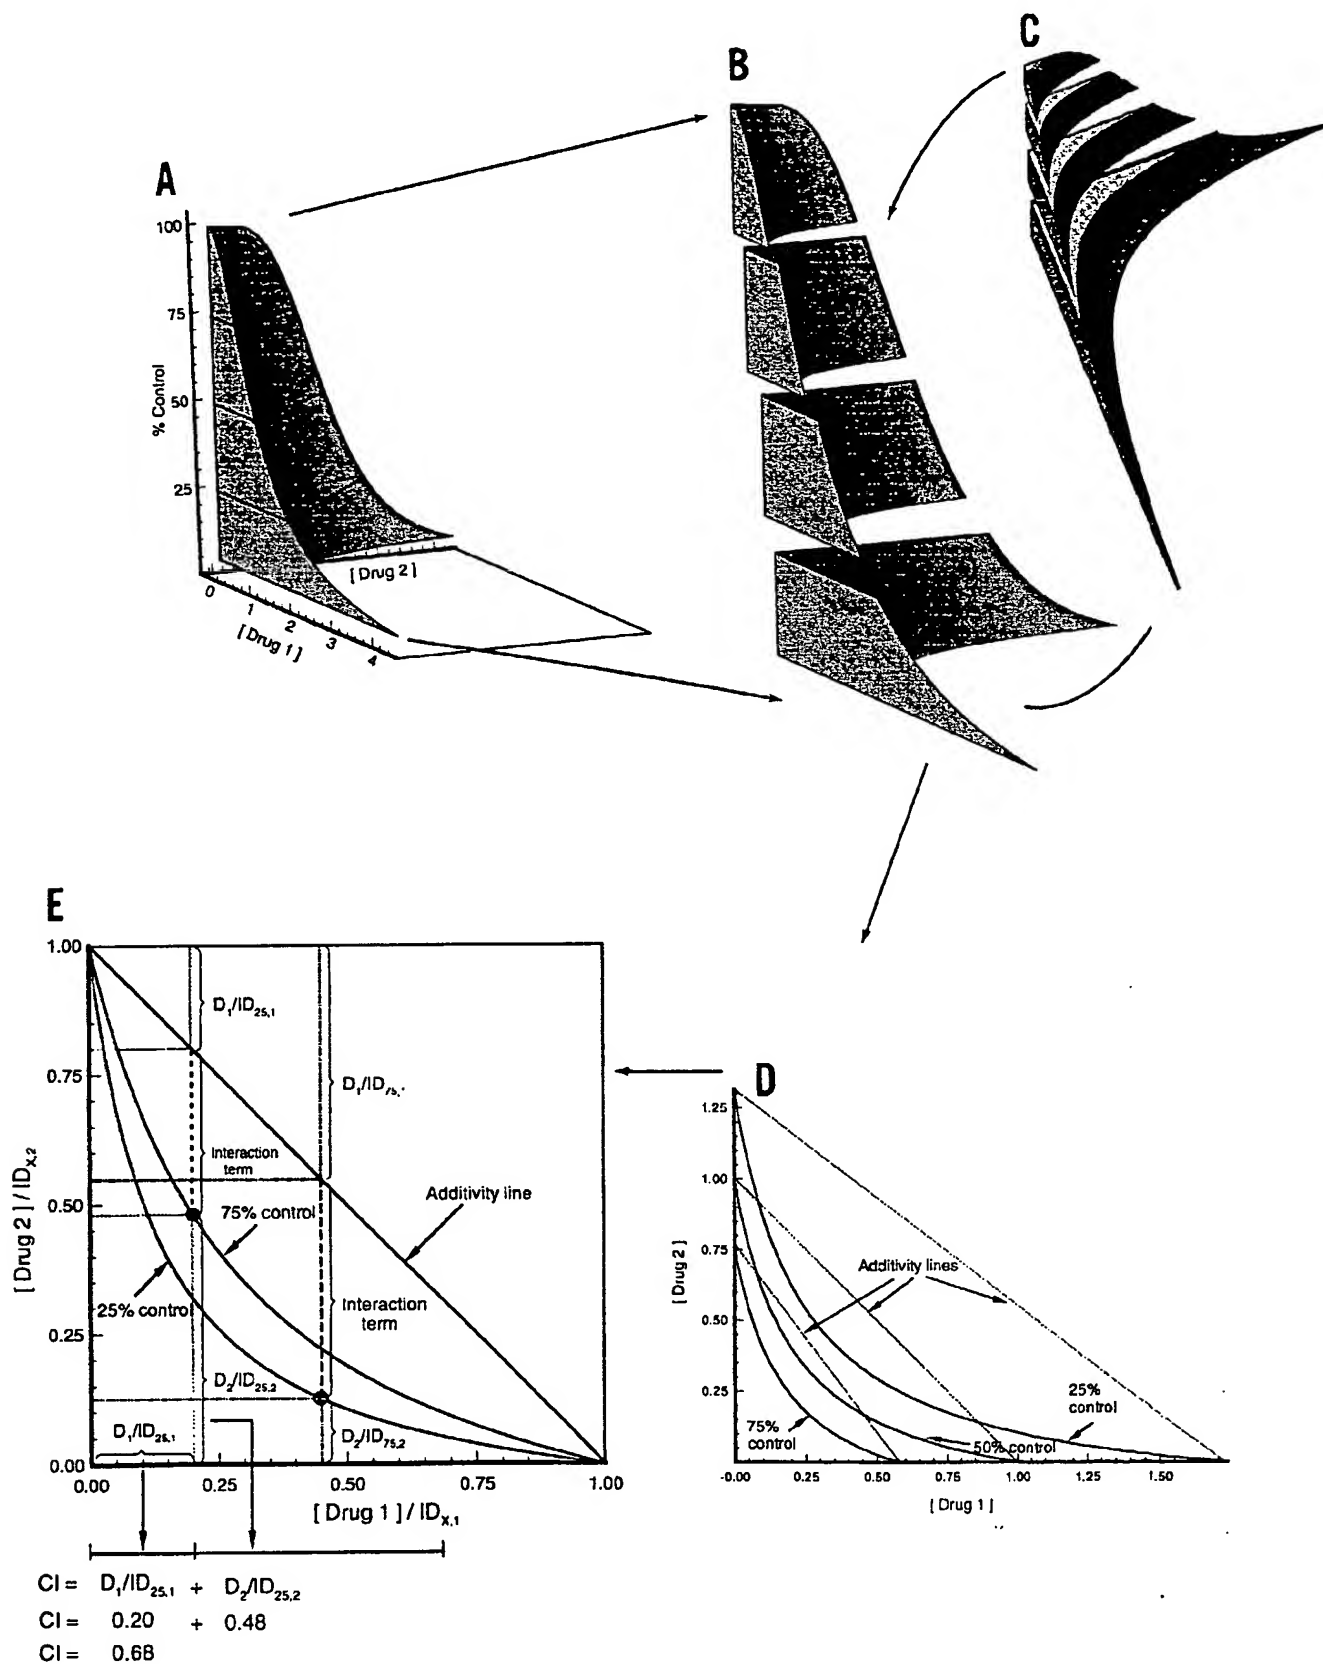 A
100
75
50
25
% Control
0
1
2
3
4
[ Drug 1 ]
[ Drug 2 ]
B
C
E
1.00
0.75
0.50
0.25
0.00
[ Drug 2 ] / ID X,2
D1/ID25,1
D1/ID75,
Interaction term
Additivity line
75% control
25% control
Interaction term
D2/ID25,2
D1/ID25,1
D2/ID75,2
0.00
0.25
0.50
0.75
1.00
[ Drug 1 ] / ID X,1
CI = D1/ID25,1 + D2/ID25,2
CI = 0.20 + 0.48
CI = 0.68
D
1.25
1.00
0.75
0.50
0.25
[ Drug 2 ]
Additivity lines
25% control
75% control
50% control
-0.00
0.25
0.50
0.75
1.00
1.25
1.50
[ Drug 1 ]